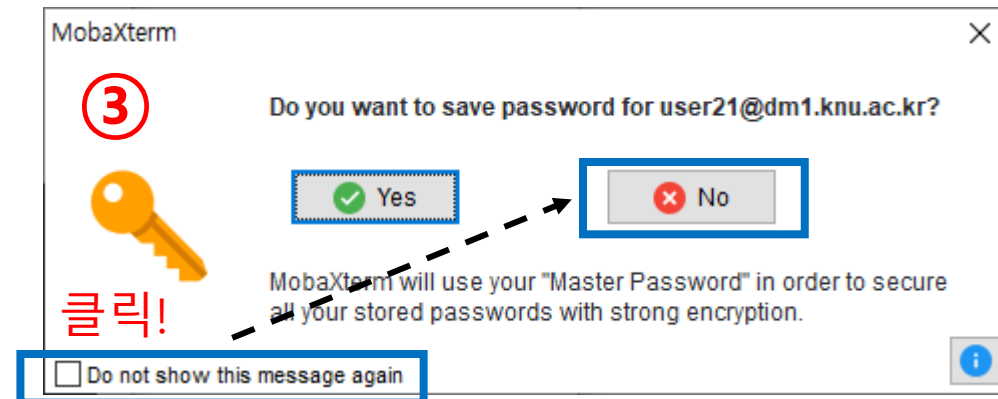 MobaXterm
③
Do you want to save password for user21@dm1.knu.ac.kr?
Yes
No
MobaXterm will use your "Master Password" in order to secure
all your stored passwords with strong encryption.
클릭!
Do not show this message again